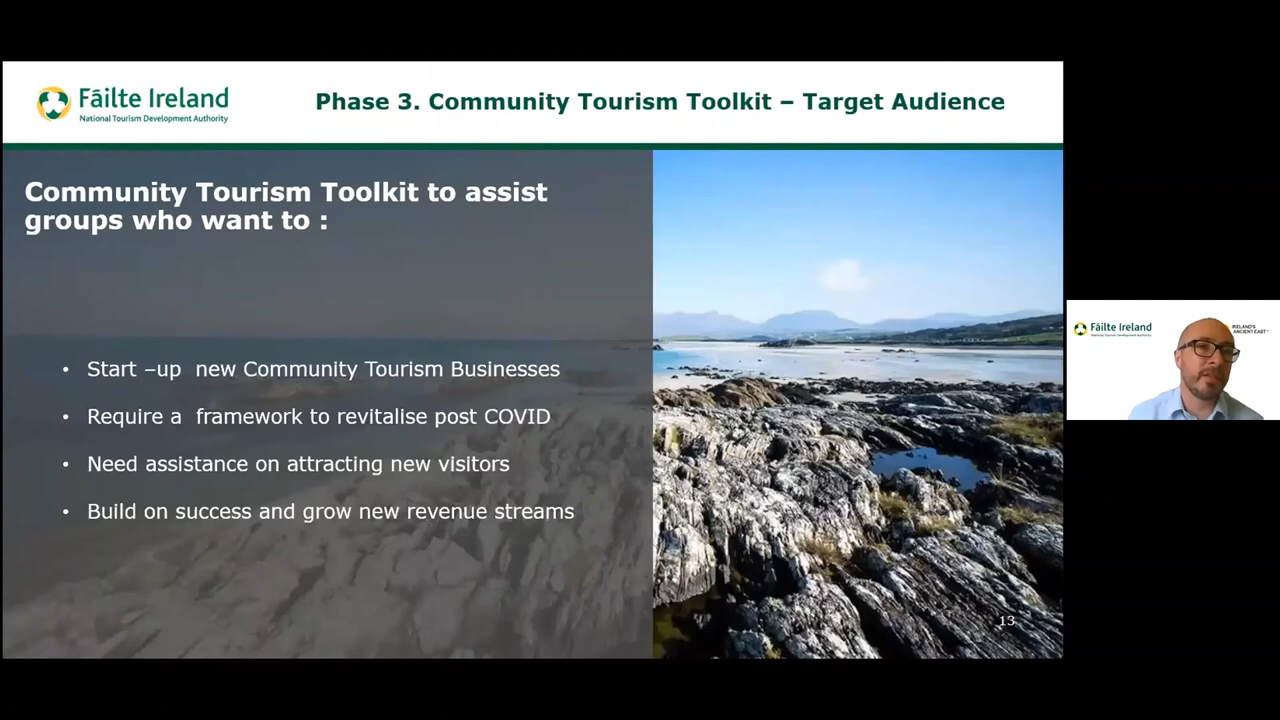 Fáilte Ireland
National Tourism Development Authority
Phase 3. Community Tourism Toolkit – Target Audience
Community Tourism Toolkit to assist
groups who want to :
• Start –up  new Community Tourism Businesses
• Require a  framework to revitalise post COVID
• Need assistance on attracting new visitors
• Build on success and grow new revenue streams
13
Fáilte Ireland
National Tourism Development Authority
IRELAND'S
ANCIENT EAST